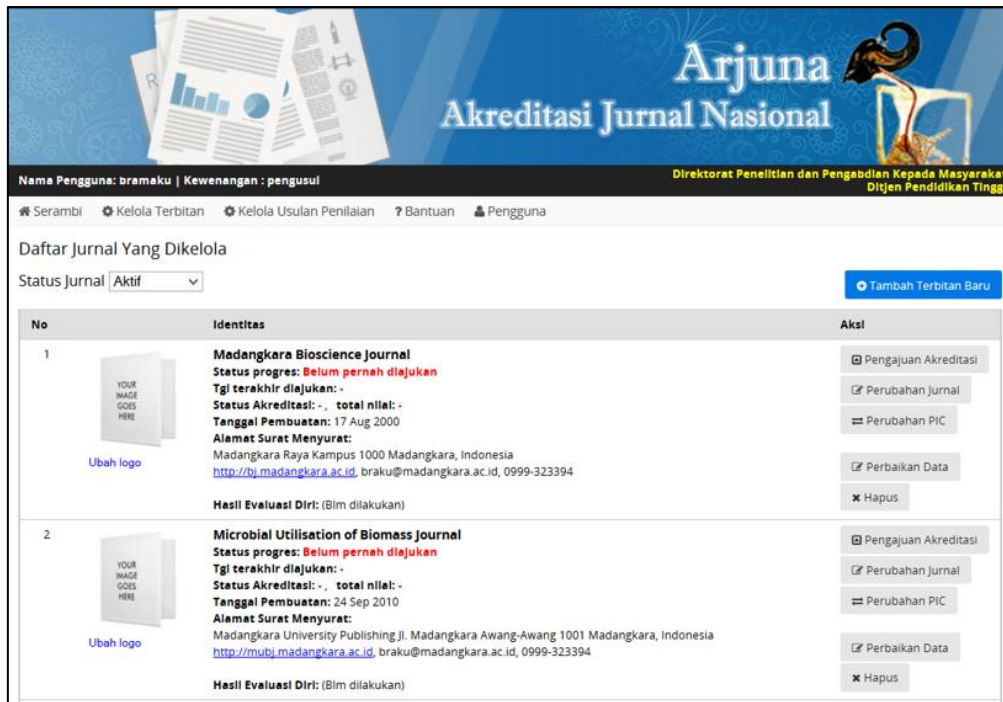 R
Arjuna
Akreditasi Jurnal Nasional
Nama Pengguna: bramaku | Kewenangan : pengusul
Direktorat Penelitian dan Pengabdian Kepada Masyaraka
Ditjen Pendidikan Tingg
Serambi Kelola Terbitan Kelola Usulan Penilaian ? Bantuan Pengguna
Daftar Jurnal Yang Dikelola
Status Jurnal Aktif
Tambah Terbitan Baru
No Identitas Aksi
1
YOUR
IMAGE
GOES
HERE
Ubah logo
Madangkara Bioscience Journal
Status progres: Belum pernah diajukan
Tgl terakhir diajukan: -
Status Akreditasi: - , total nilai: -
Tanggal Pembuatan: 17 Aug 2000
Alamat Surat Menyurat:
Madangkara Raya Kampus 1000 Madangkara, Indonesia
http://bj.madangkara.ac.id, braku@madangkara.ac.id, 0999-323394
Hasil Evaluasi Diri: (Blm dilakukan)
Pengajuan Akreditasi
Perubahan Jurnal
Perubahan PIC
Perbaikan Data
Hapus
2
YOUR
IMAGE
GOES
HERE
Ubah logo
Microbial Utilisation of Biomass Journal
Status progres: Belum pernah diajukan
Tgl terakhir diajukan: -
Status Akreditasi: - , total nilai: -
Tanggal Pembuatan: 24 Sep 2010
Alamat Surat Menyurat:
Madangkara University Publishing Jl. Madangkara Awang-Awang 1001 Madangkara, Indonesia
http://mubj.madangkara.ac.id, braku@madangkara.ac.id, 0999-323394
Hasil Evaluasi Diri: (Blm dilakukan)
Pengajuan Akreditasi
Perubahan Jurnal
Perubahan PIC
Perbaikan Data
Hapus